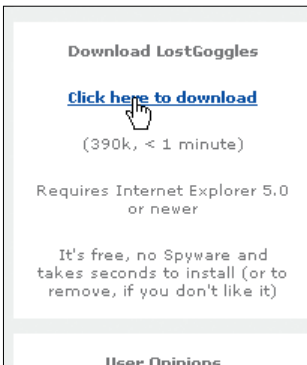 Download LostGoggles
Click here to download
(390k, < 1 minute)
Requires Internet Explorer 5.0
or newer
It's free, no Spyware and
takes seconds to install (or to
remove, if you don't like it)
User Opinions